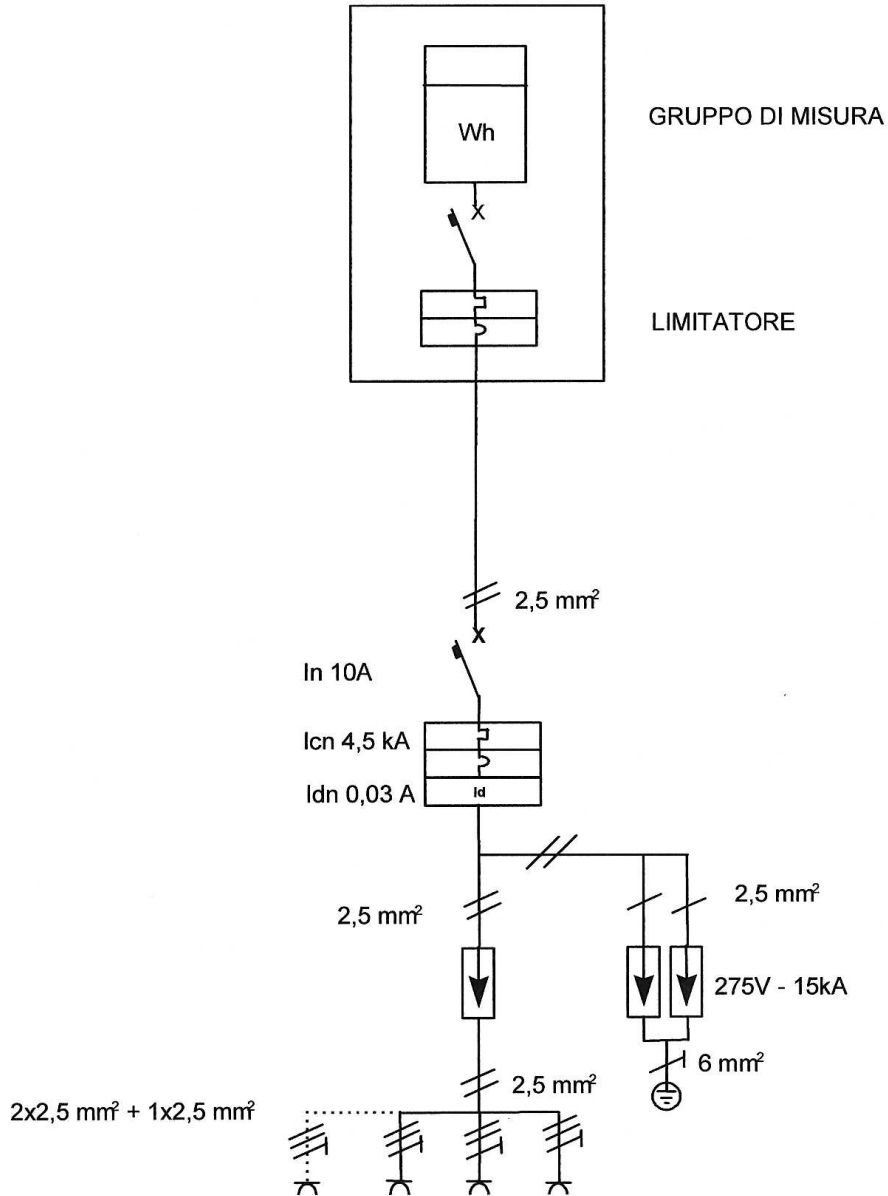 GRUPPO DI MISURA
Wh
LIMITATORE
2,5 mm²
In 10A
Icn 4,5 kA
Idn 0,03 A
Id
2,5 mm²
2,5 mm²
275V - 15kA
6 mm²
2,5 mm²
2x2,5 mm² + 1x2,5 mm²